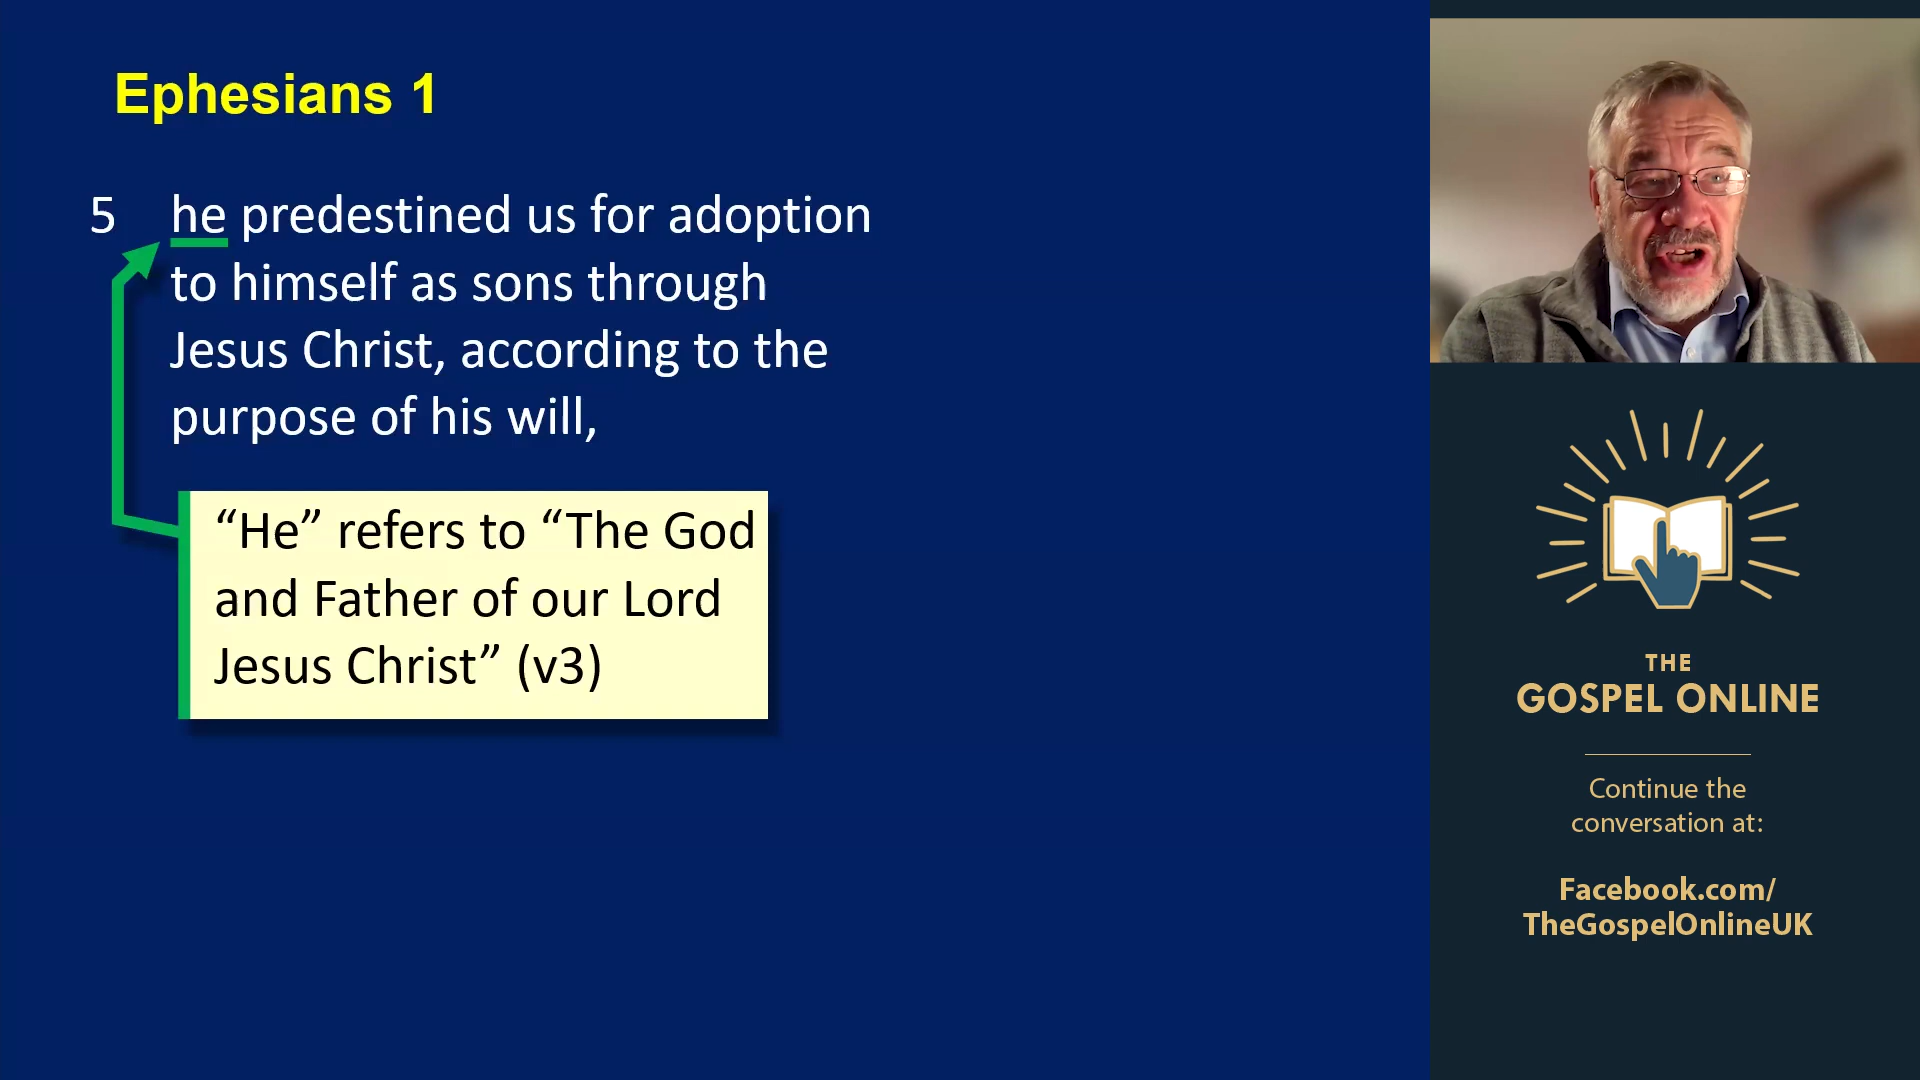 Ephesians 1
5 he predestined us for adoption
to himself as sons through
Jesus Christ, according to the
purpose of his will,
“He” refers to “The God
and Father of our Lord
Jesus Christ” (v3)
THE
GOSPEL ONLINE
Continue the
conversation at:
Facebook.com/
TheGospelOnlineUK